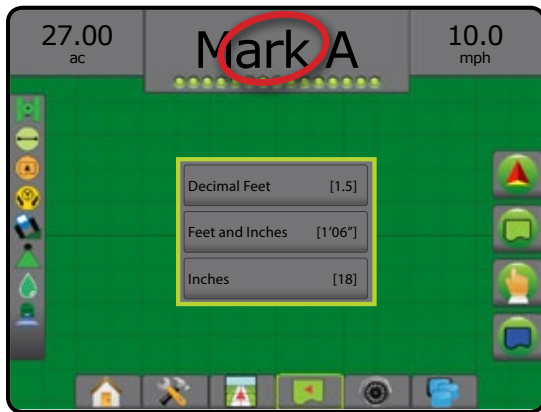 27.00
ac
Mark A
10.0
mph
Decimal Feet [1.5]
Feet and Inches [1'06"]
Inches [18]